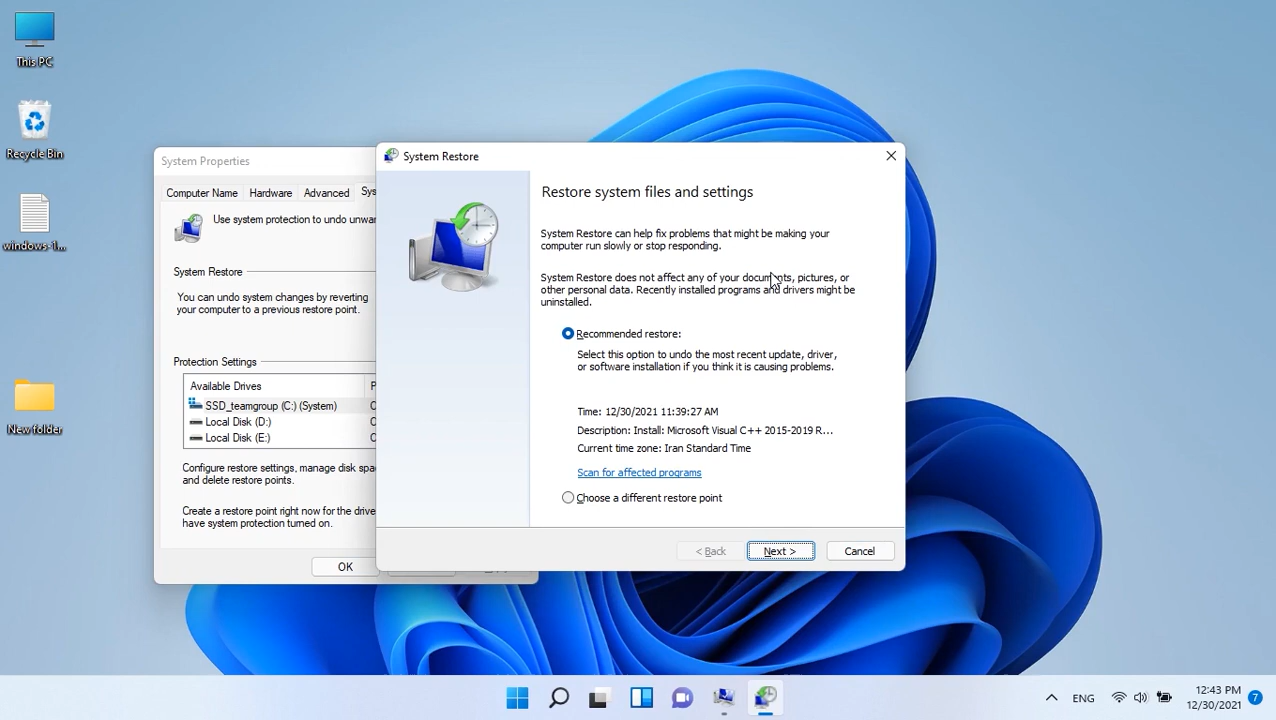 This PC
Recycle Bin
windows-1...
New folder
System Properties
Computer Name
Hardware
Advanced
Sys
Use system protection to undo unwan
System Restore
You can undo system changes by reverting
your computer to a previous restore point.
Protection Settings
Available Drives
P
SSD_teamgroup (C:) (System)
Local Disk (D:)
Local Disk (E:)
Configure restore settings, manage disk spa
and delete restore points.
Create a restore point right now for the drive
have system protection turned on.
OK
System Restore
Restore system files and settings
System Restore can help fix problems that might be making your
computer run slowly or stop responding.
System Restore does not affect any of your documents, pictures, or
other personal data. Recently installed programs and drivers might be
uninstalled.
Recommended restore:
Select this option to undo the most recent update, driver,
or software installation if you think it is causing problems.
Time: 12/30/2021 11:39:27 AM
Description: Install: Microsoft Visual C++ 2015-2019 R...
Current time zone: Iran Standard Time
Scan for affected programs
Choose a different restore point
< Back
Next >
Cancel
ENG
12:43 PM
12/30/2021
7